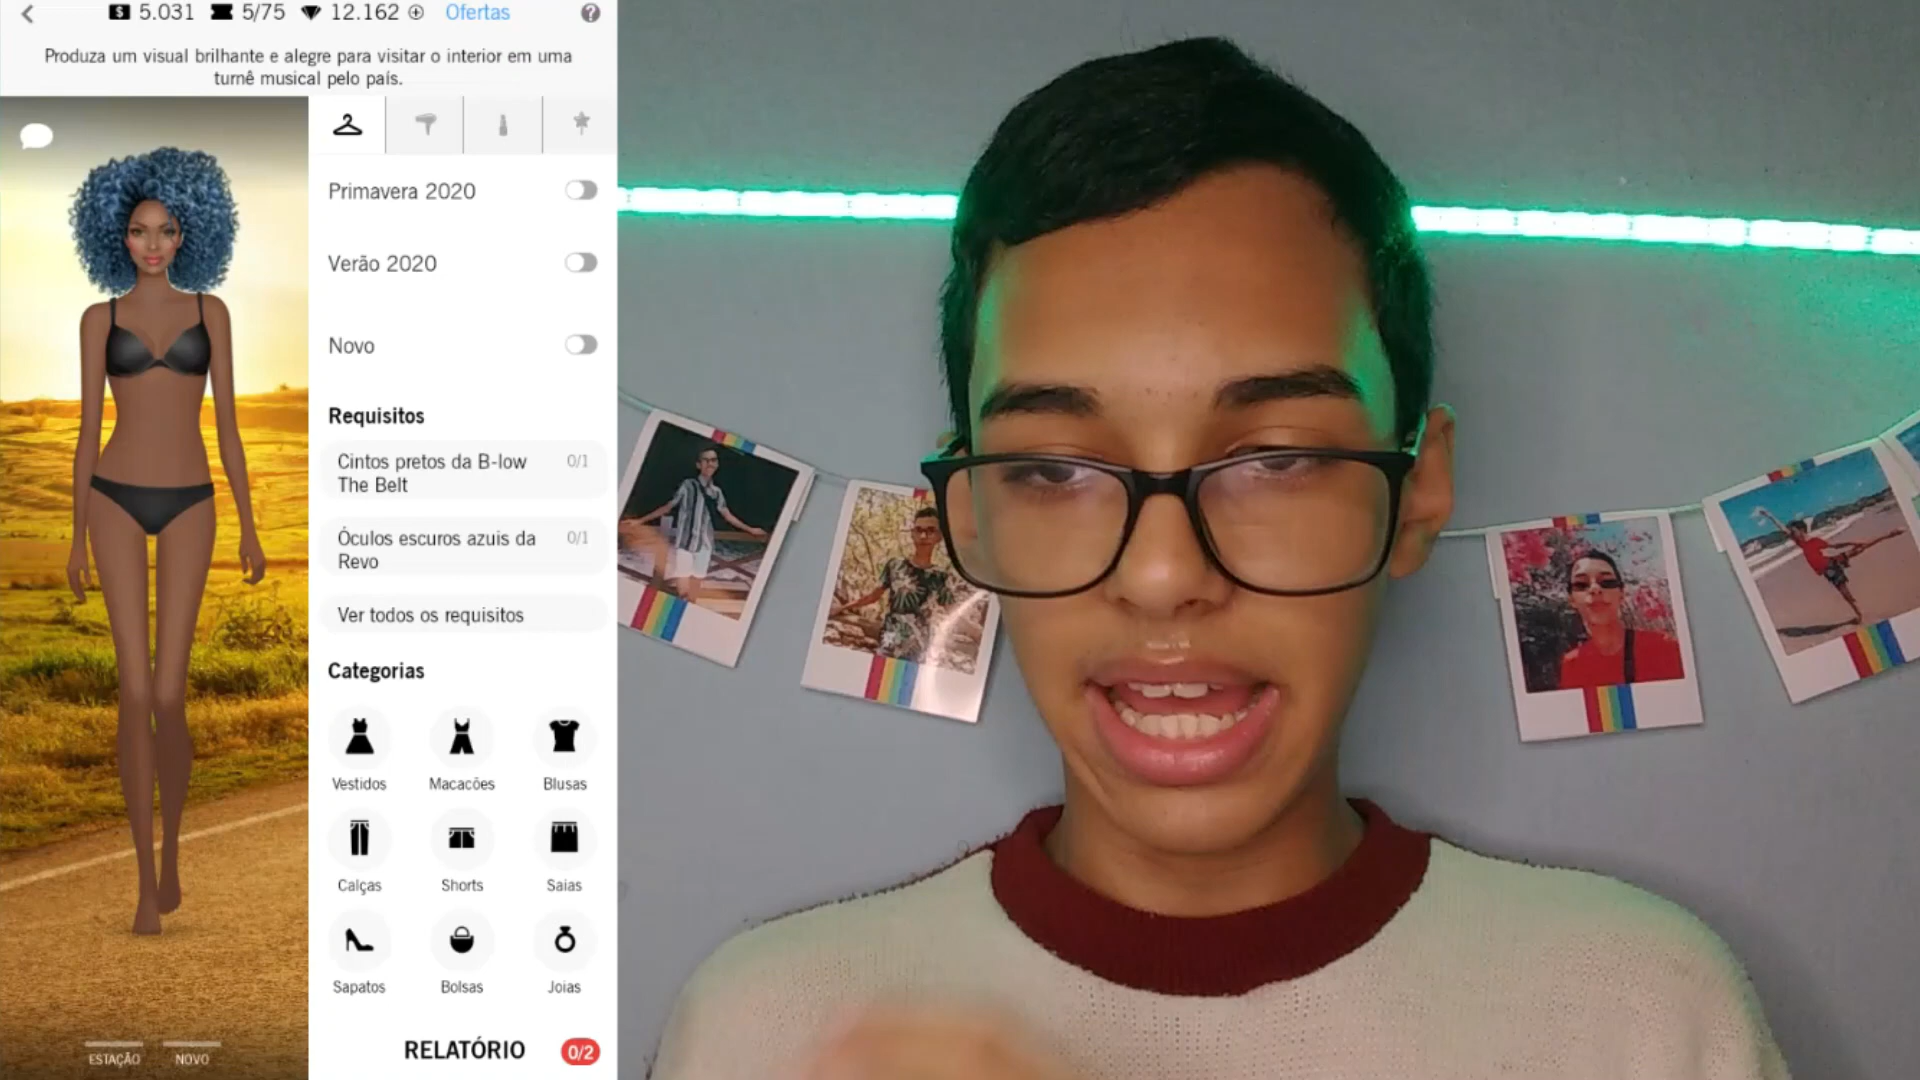 5.031 5/75 12.162 Ofertas
Produza um visual brilhante e alegre para visitar o interior em uma
turnê musical pelo país.
Primavera 2020
Verão 2020
Novo
Requisitos
Cintos pretos da B-low 0/1
The Belt
Óculos escuros azuis da 0/1
Revo
Ver todos os requisitos
Categorias
Vestidos Macacões Blusas
Calças Shorts Saias
Sapatos Bolsas Joias
ESTAÇÃO NOVO
RELATÓRIO 0/2